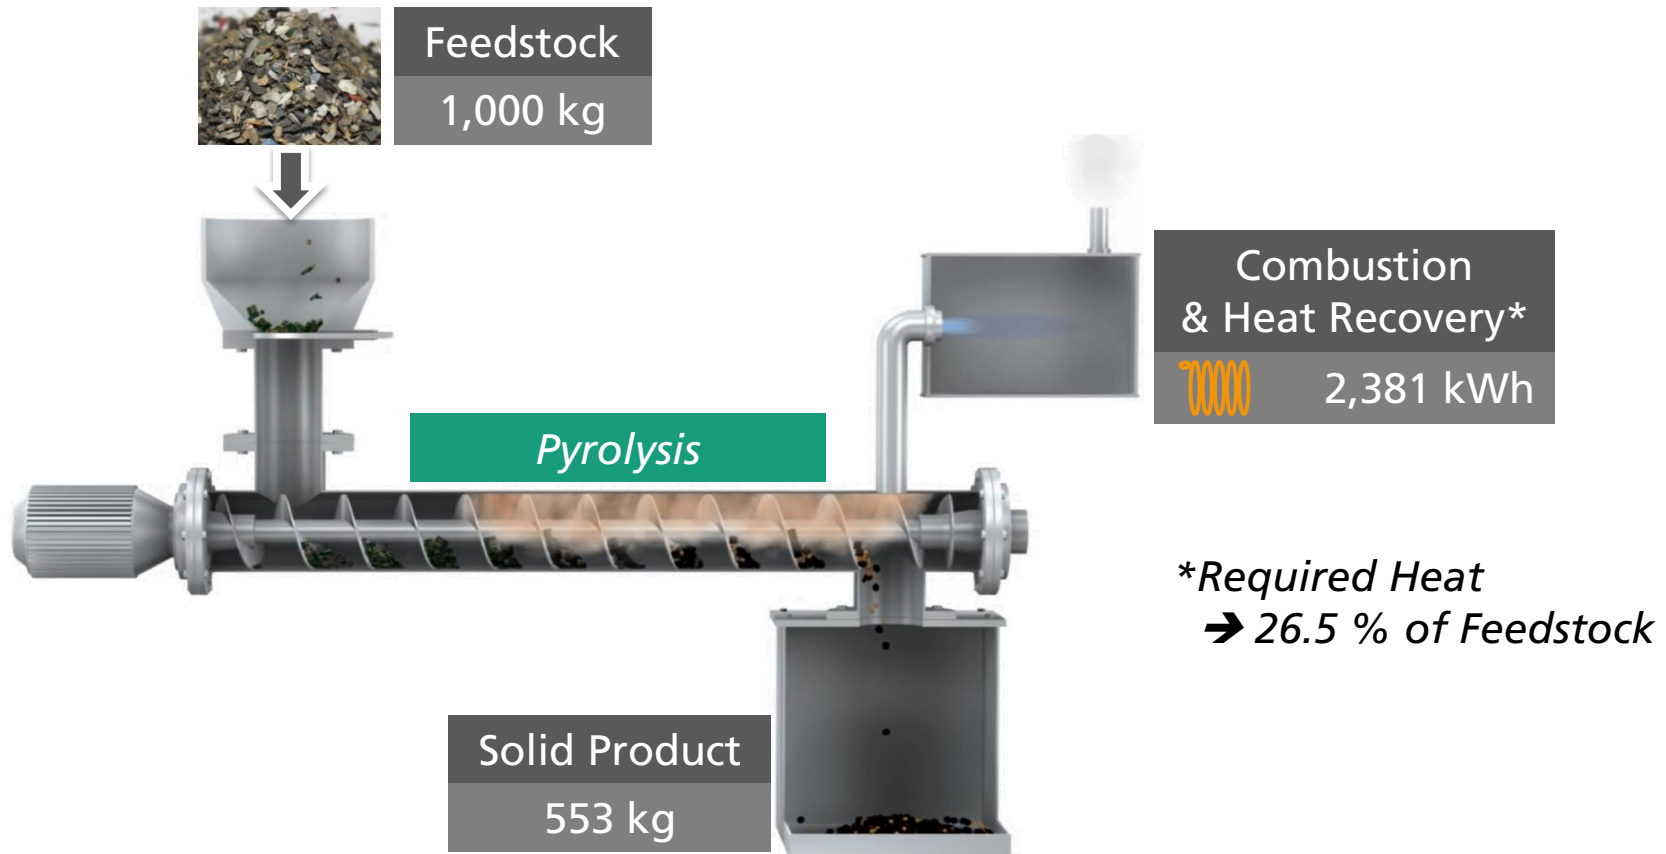 Feedstock
1,000 kg
Combustion
& Heat Recovery*
2,381 kWh
Pyrolysis
*Required Heat
➔ 26.5 % of Feedstock
Solid Product
553 kg